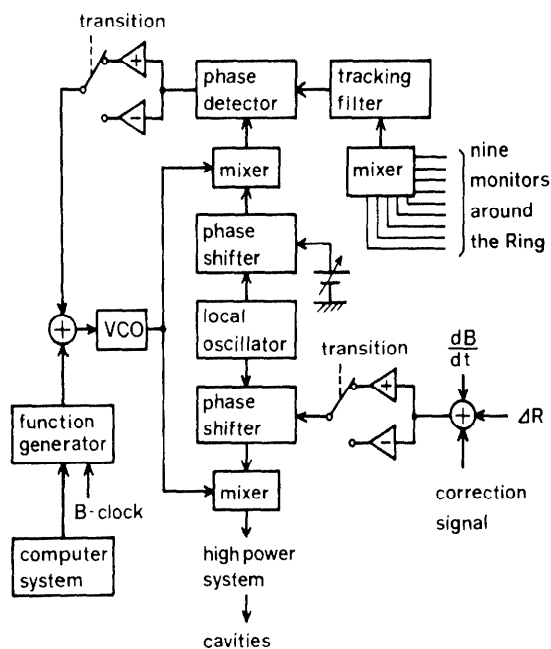 transition
+
−
phase
detector
tracking
filter
mixer
mixer
nine
monitors
around
the Ring
phase
shifter
local
oscillator
+
VCO
transition
dB
dt
phase
shifter
+
−
+
ΔR
function
generator
B-clock
mixer
correction
signal
computer
system
high power
system
cavities